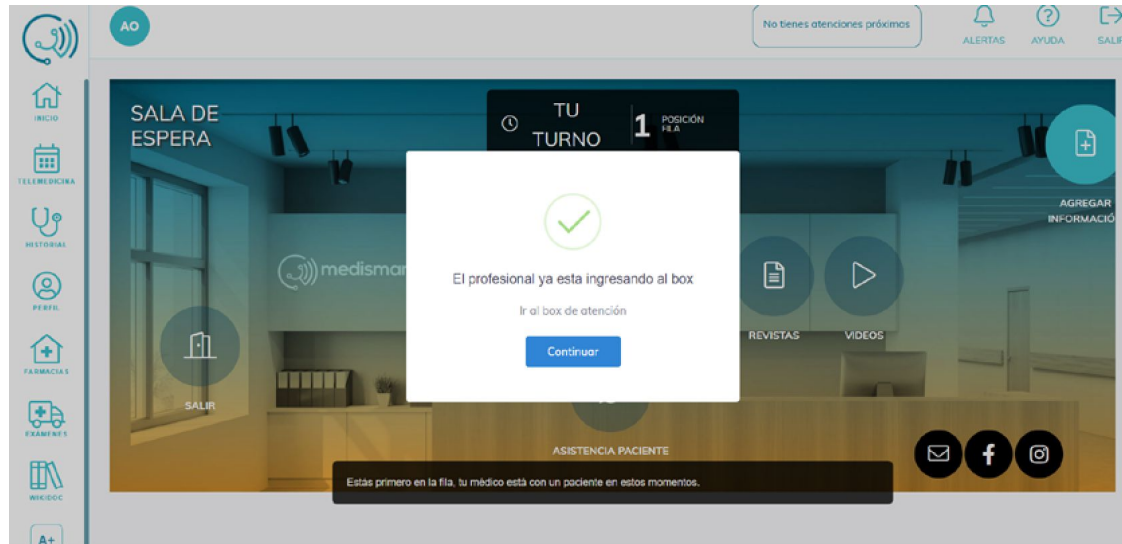 AO
No tienes atenciones próximas
ALERTAS
AYUDA
SALIR
INICIO
TELEMEDICINA
HISTORIAL
PERFIL
FARMACIAS
EXAMENES
WIKIDOC
A+
SALA DE
ESPERA
TU
TURNO
1
POSICIÓN
FILA
AGREGAR
INFORMACIÓ
medismar
El profesional ya esta ingresando al box
Ir al box de atención
Continuar
REVISTAS
VIDEOS
SALIR
ASISTENCIA PACIENTE
Estás primero en la fila, tu médico está con un paciente en estos momentos.